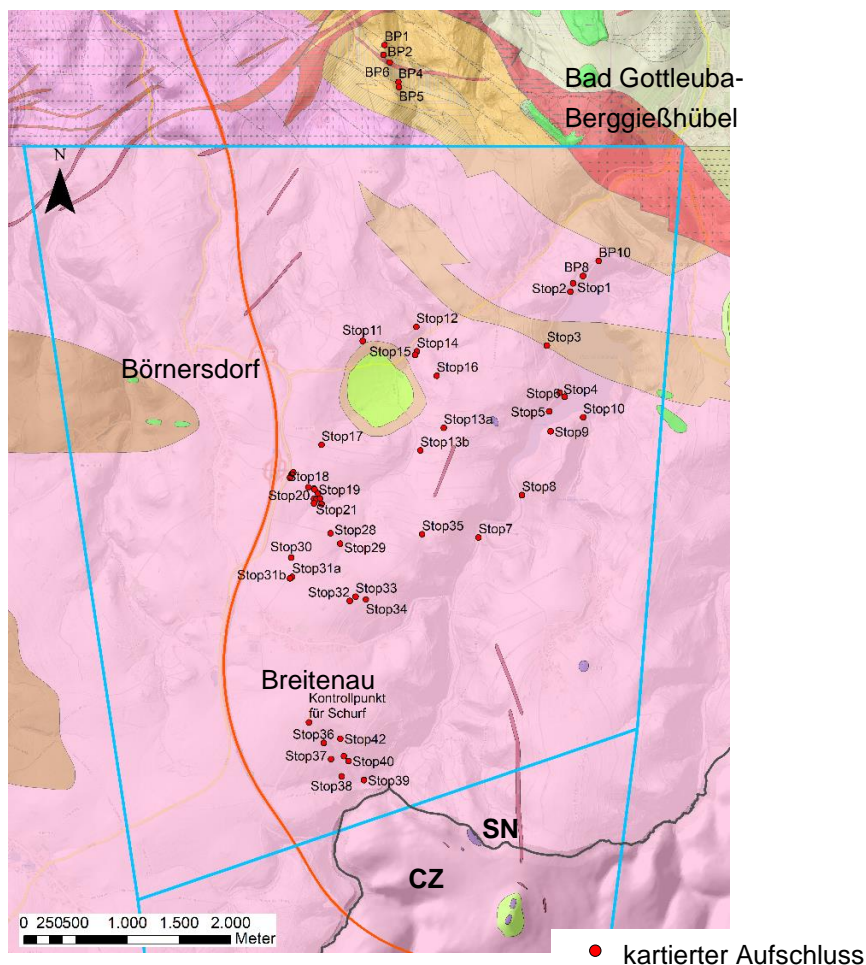 BP1
BP2
BP6
BP4
BP5
Bad Gottleuba-
Berggießhübel
N
BP10
BP8
Stop2
Stop1
Stop12
Stop11
Stop14
Stop15
Stop3
Börnersdorf
Stop16
Stop6
Stop4
Stop5
Stop10
Stop13a
Stop9
Stop17
Stop13b
Stop18
Stop19
Stop20
Stop8
Stop21
Stop28
Stop35
Stop7
Stop29
Stop30
Stop31a
Stop31b
Stop33
Stop32
Stop34
Breitenau
Kontrollpunkt
für Schurf
Stop36
Stop42
Stop37
Stop40
Stop38
Stop39
SN
CZ
0 250500 1.000 1.500 2.000
Meter
kartierter Aufschluss